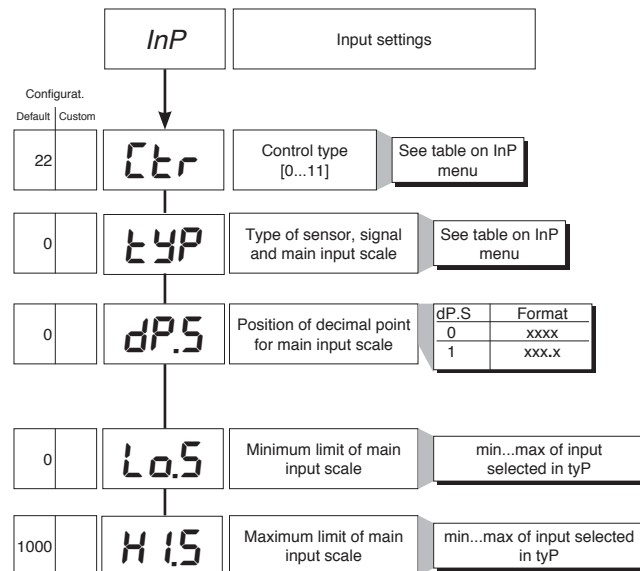 InP
Input settings
Configurat.
Default Custom
22
Ctr
Control type
[0...11]
See table on InP
menu
0
tYP
Type of sensor, signal
and main input scale
See table on InP
menu
0
dP.S
Position of decimal point
for main input scale
dP.S Format
0 xxxx
1 xxx.x
0
Lo.S
Minimum limit of main
input scale
min...max of input
selected in tyP
1000
HI.S
Maximum limit of main
input scale
min...max of input selected
in tyP